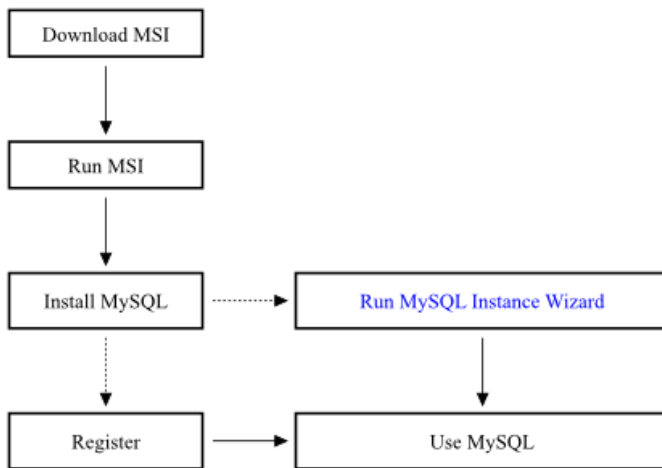 Download MSI
Run MSI
Install MySQL
Run MySQL Instance Wizard
Register
Use MySQL